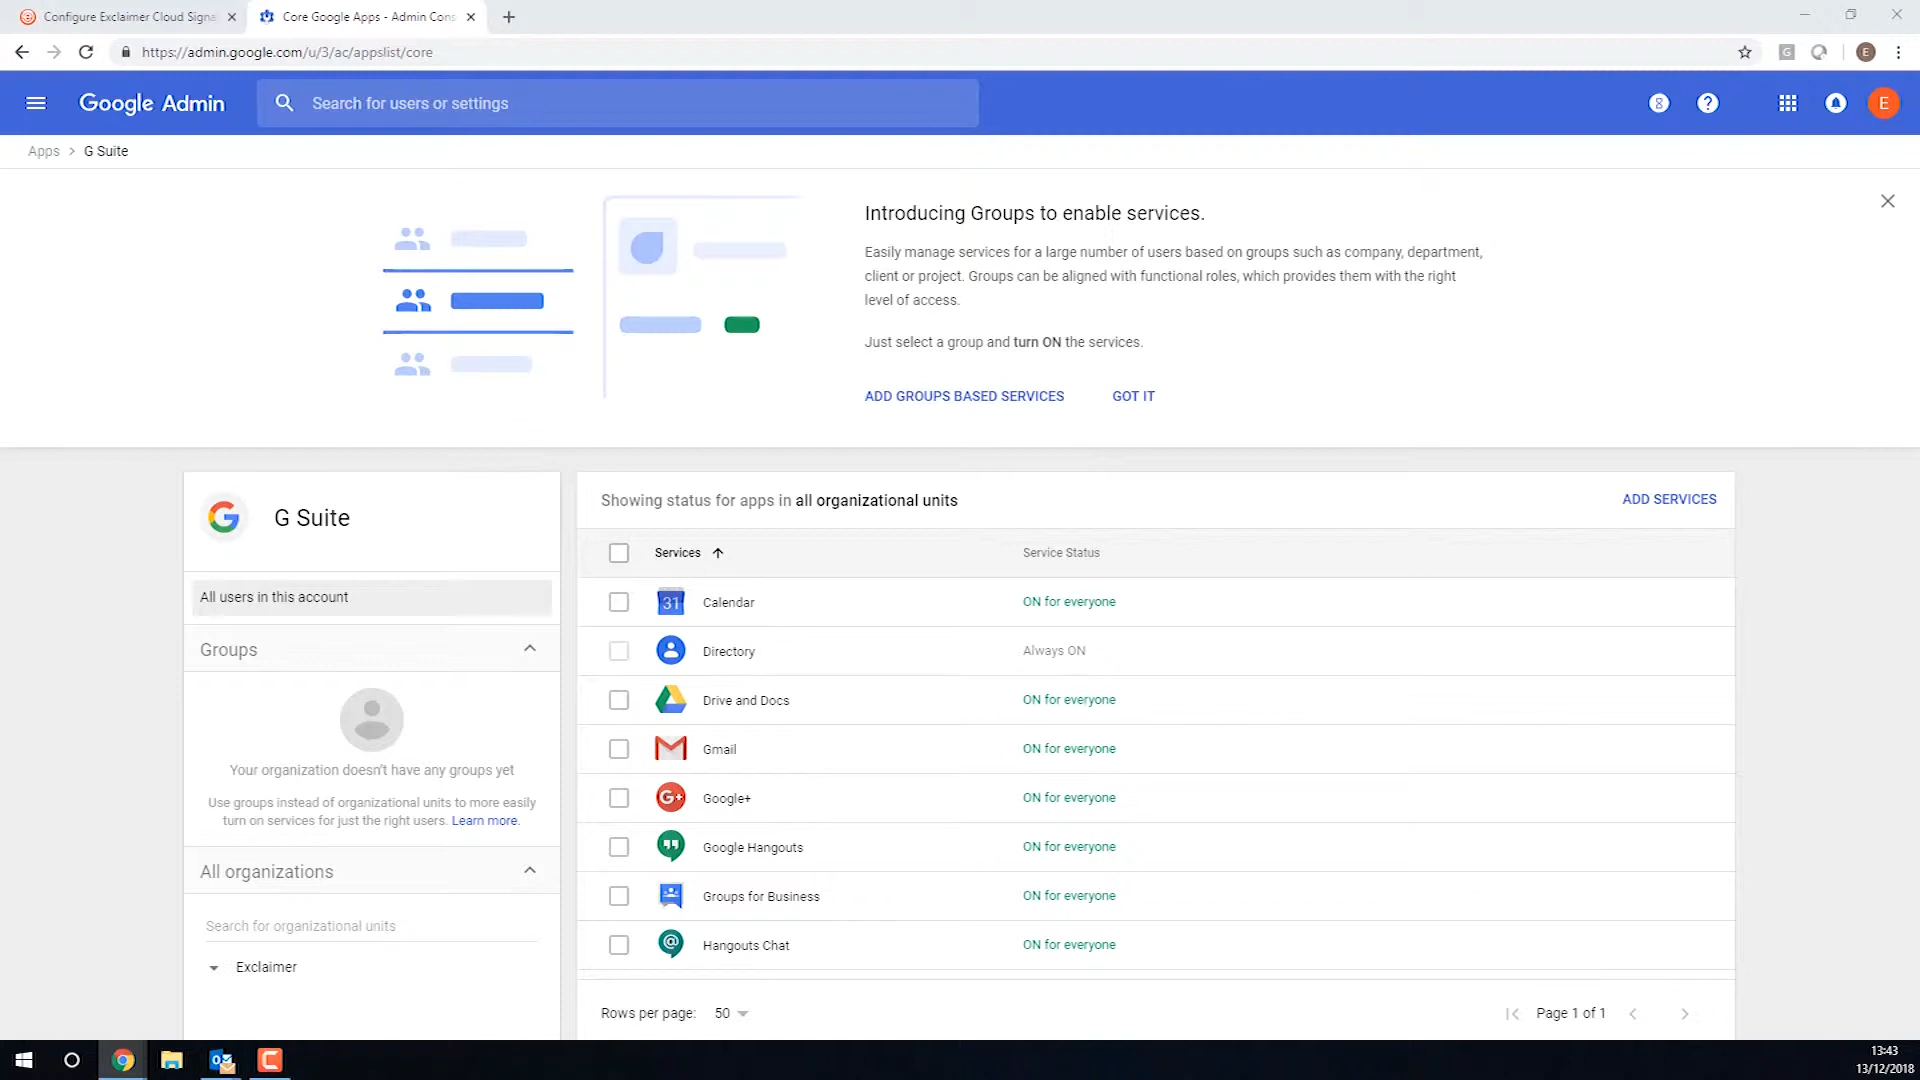 Configure Exclaimer Cloud Signa
Core Google Apps - Admin Cons
https://admin.google.com/u/3/ac/appslist/core
G
E
Google Admin
Search for users or settings
8
?
E
Apps > G Suite
Introducing Groups to enable services.
Easily manage services for a large number of users based on groups such as company, department,
client or project. Groups can be aligned with functional roles, which provides them with the right
level of access.
Just select a group and turn ON the services.
ADD GROUPS BASED SERVICES GOT IT
G Suite
All users in this account
Groups
Your organization doesn't have any groups yet
Use groups instead of organizational units to more easily
turn on services for just the right users. Learn more.
All organizations
Search for organizational units
Exclaimer
Showing status for apps in all organizational units ADD SERVICES
Services Service Status
31 Calendar ON for everyone
Directory Always ON
Drive and Docs ON for everyone
Gmail ON for everyone
G+ Google+ ON for everyone
Google Hangouts ON for everyone
Groups for Business ON for everyone
@ Hangouts Chat ON for everyone
Rows per page: 50 Page 1 of 1
13:43
13/12/2018